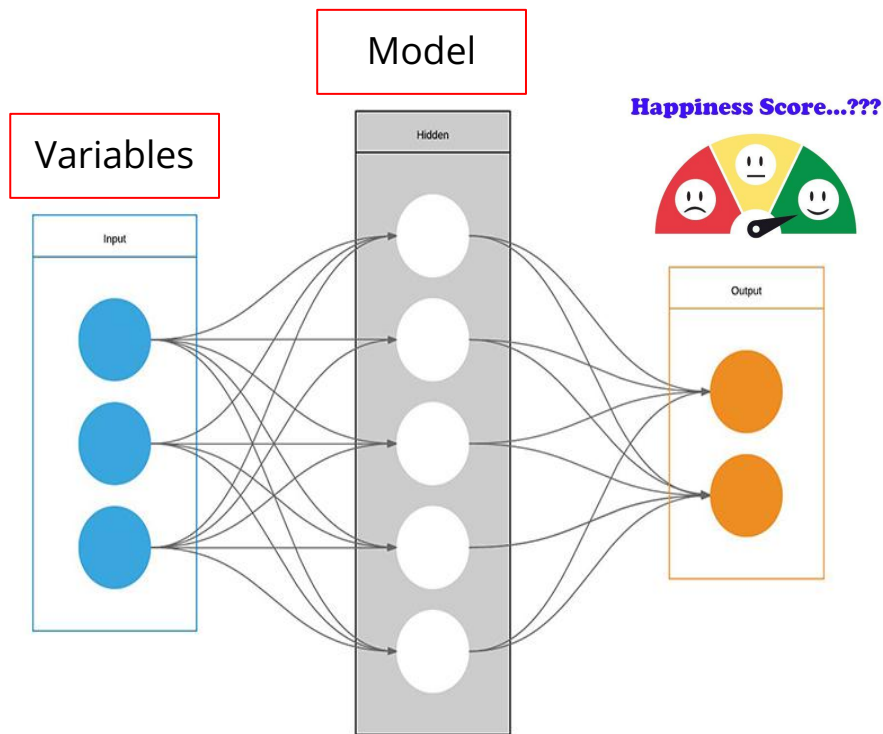 Model
Happiness Score...???
Variables
Hidden
Input
Output